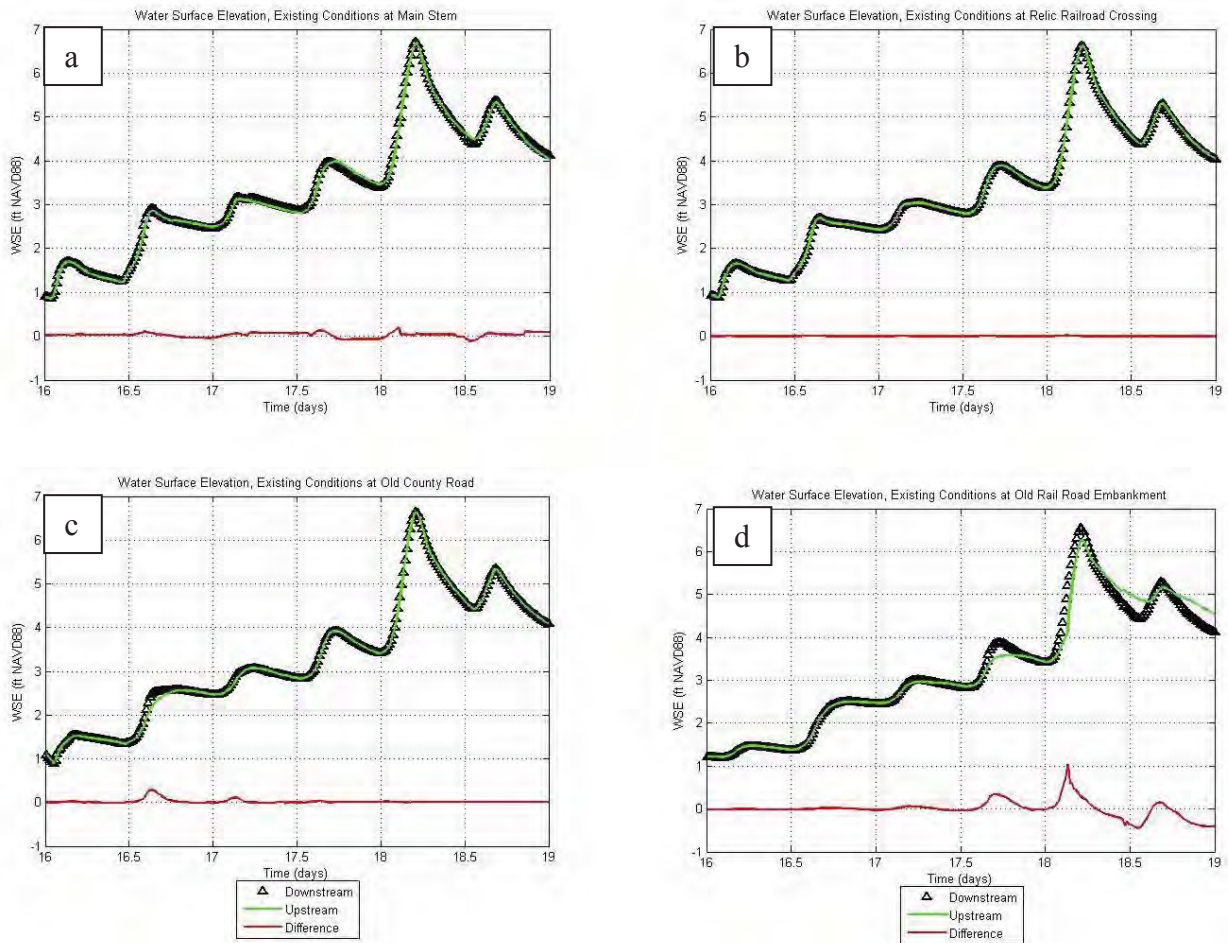 Water Surface Elevation, Existing Conditions at Main Stem
a
7
6
5
4
3
2
1
0
-1
WSE (ft NAVD88)
16 16.5 17 17.5 18 18.5 19
Time (days)
Water Surface Elevation, Existing Conditions at Relic Railroad Crossing
b
7
6
5
4
3
2
1
0
-1
WSE (ft NAVD88)
16 16.5 17 17.5 18 18.5 19
Time (days)
Water Surface Elevation, Existing Conditions at Old County Road
c
7
6
5
4
3
2
1
0
-1
WSE (ft NAVD88)
16 16.5 17 17.5 18 18.5 19
Time (days)
Downstream
Upstream
Difference
Water Surface Elevation, Existing Conditions at Old Rail Road Embankment
d
7
6
5
4
3
2
1
0
-1
WSE (ft NAVD88)
16 16.5 17 17.5 18 18.5 19
Time (days)
Downstream
Upstream
Difference